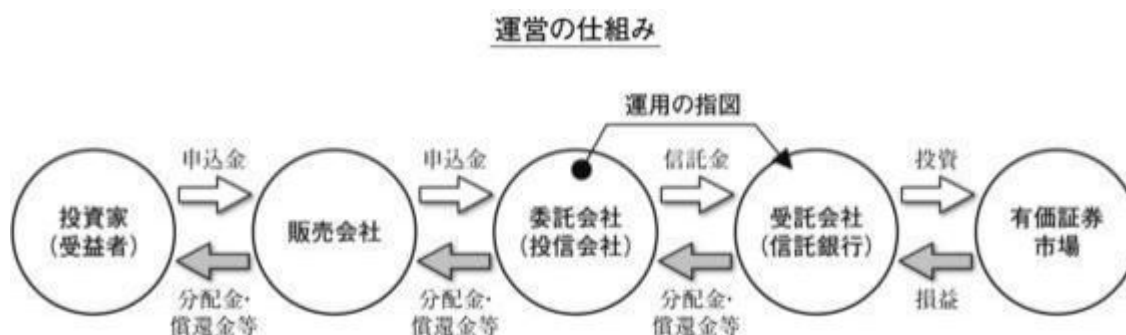 運営の仕組み
運用の指図
申込金
申込金
信託金
投資
投資家
(受益者)
販売会社
委託会社
(投信会社)
受託会社
(信託銀行)
有価証券
市場
分配金・
償還金等
分配金・
償還金等
分配金・
償還金等
損益